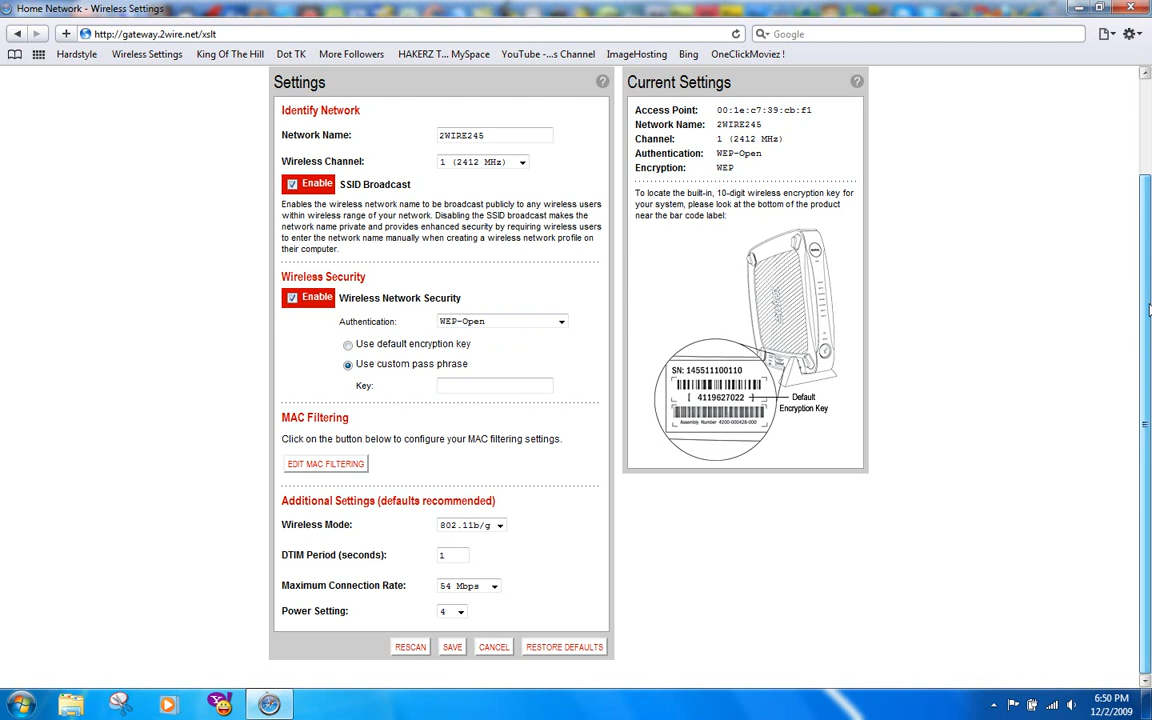 Home Network - Wireless Settings
http://gateway.2wire.net/xslt
Google
Hardstyle
Wireless Settings
King Of The Hill
Dot TK
More Followers
HAKERZ T... MySpace
YouTube -...s Channel
ImageHosting
Bing
OneClickMoviez !
Settings
?
Identify Network
Network Name: 2WIRE245
Wireless Channel: 1 (2412 MHz)
Enable SSID Broadcast
Enables the wireless network name to be broadcast publicly to any wireless users
within wireless range of your network. Disabling the SSID broadcast makes the
network name private and provides enhanced security by requiring wireless users
to enter the network name manually when creating a wireless network profile on
their computer.
Wireless Security
Enable Wireless Network Security
Authentication: WEP-Open
Use default encryption key
Use custom pass phrase
Key:
MAC Filtering
Click on the button below to configure your MAC filtering settings.
EDIT MAC FILTERING
Additional Settings (defaults recommended)
Wireless Mode: 802.11b/g
DTIM Period (seconds): 1
Maximum Connection Rate: 54 Mbps
Power Setting: 4
RESCAN
SAVE
CANCEL
RESTORE DEFAULTS
Current Settings
?
Access Point: 00:1e:c7:39:cb:f1
Network Name: 2WIRE245
Channel: 1 (2412 MHz)
Authentication: WEP-Open
Encryption: WEP
To locate the built-in, 10-digit wireless encryption key for
your system, please look at the bottom of the product
near the bar code label:
SN: 145511100110
[ 4119627022
Default
Encryption Key
Assembly Number 4200-000428-000
6:50 PM
12/2/2009